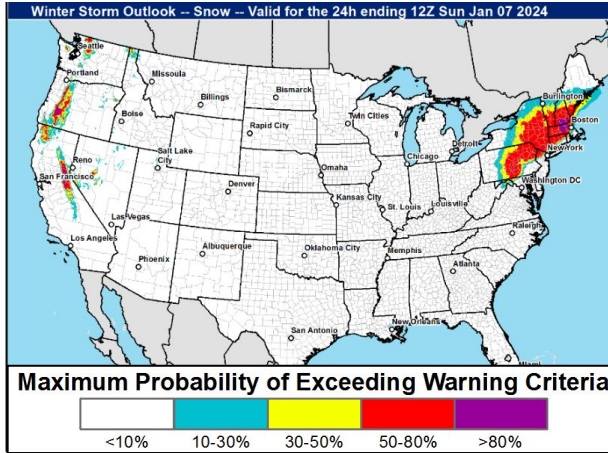 Winter Storm Outlook -- Snow -- Valid for the 24h ending 12Z Sun Jan 07 2024
Seattle
Portland
Missoula
Bismarck
Burlington
Billings
Twin Cities
Boston
Boise
Rapid City
Detroit
New York
Reno
Salt Lake
City
Chicago
Omaha
San Francisco
Denver
Washington DC
Kansas City
St. Louis
Louisville
Las Vegas
Raleigh
Los Angeles
Albuquerque
Oklahoma City
Memphis
Phoenix
Atlanta
San Antonio
New Orleans
Miami
Maximum Probability of Exceeding Warning Criteria
<10%
10-30%
30-50%
50-80%
>80%